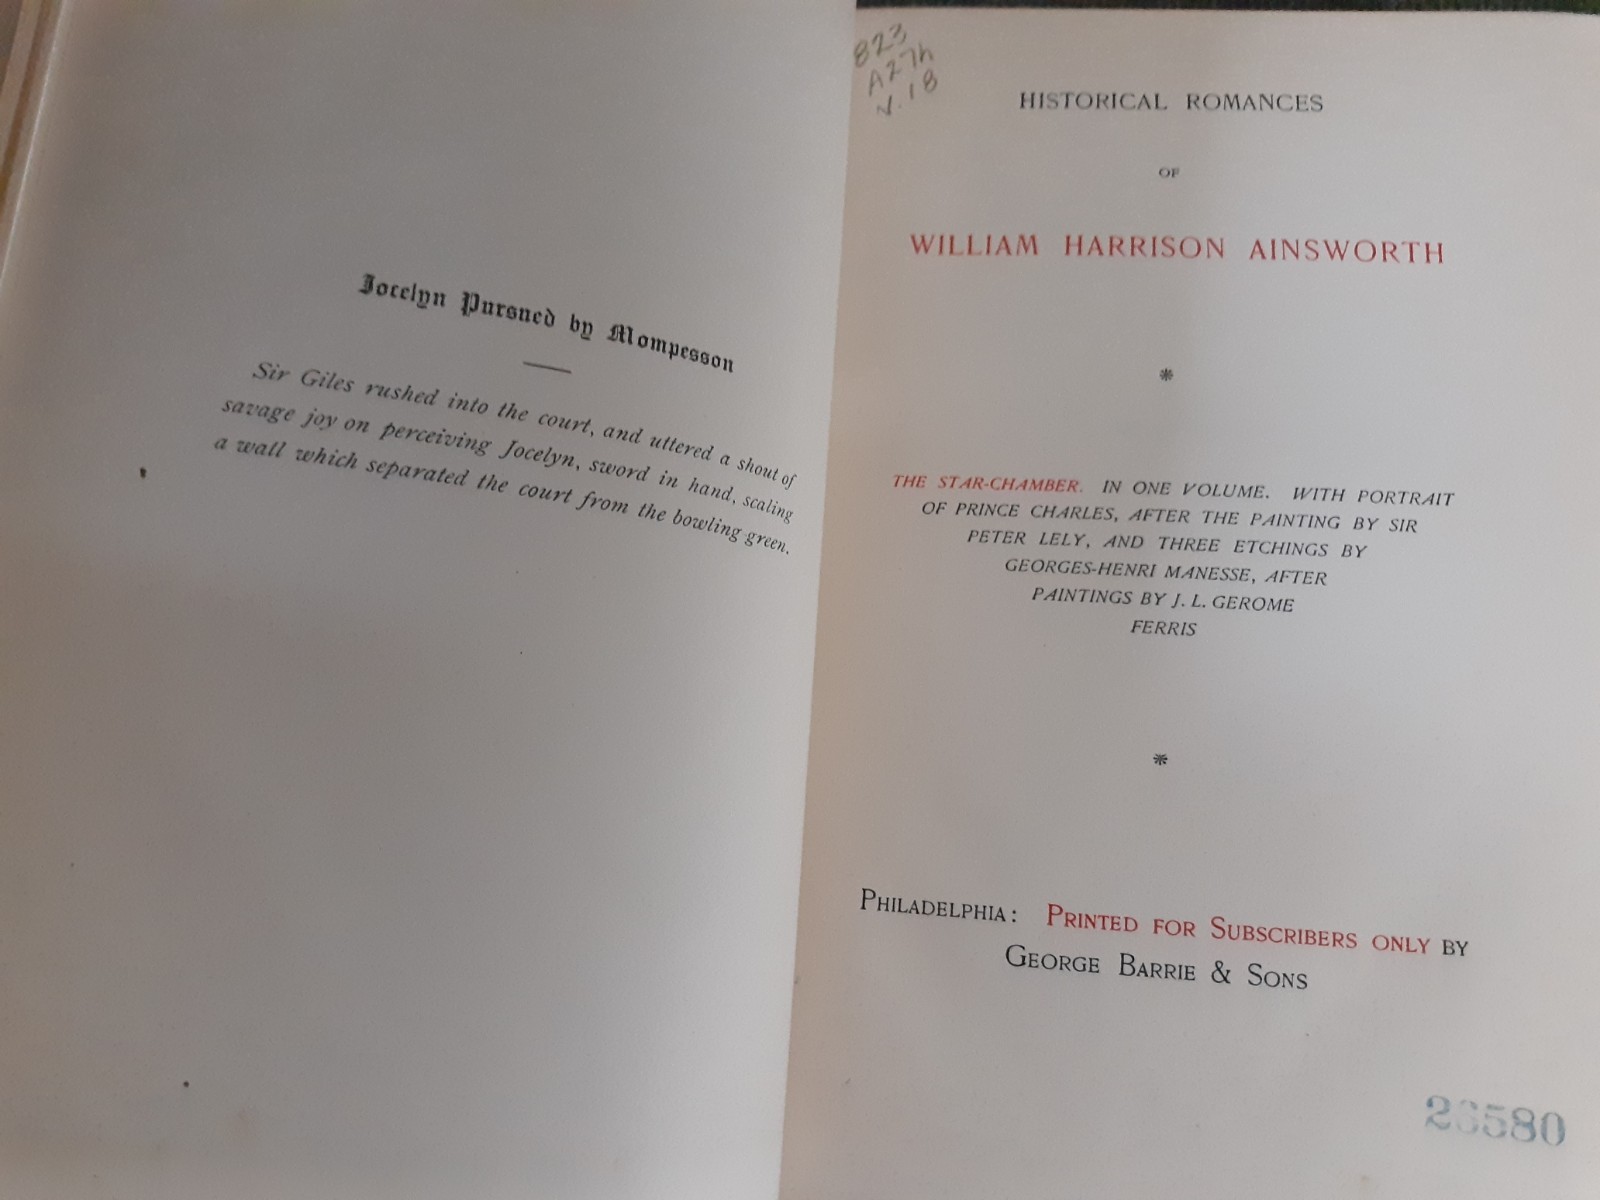 Jocelyn Pursued by Mompesson
Sir Giles rushed into the court, and uttered a shout of
savage joy on perceiving Jocelyn, sword in hand, scaling
a wall which separated the court from the bowling-green.
823
A27h
v.18
HISTORICAL ROMANCES
OF
WILLIAM HARRISON AINSWORTH
*
THE STAR-CHAMBER. IN ONE VOLUME. WITH PORTRAIT
OF PRINCE CHARLES, AFTER THE PAINTING BY SIR
PETER LELY, AND THREE ETCHINGS BY
GEORGES-HENRI MANESSE, AFTER
PAINTINGS BY J. L. GEROME
FERRIS
*
PHILADELPHIA: PRINTED FOR SUBSCRIBERS ONLY BY
GEORGE BARRIE & SONS
26580